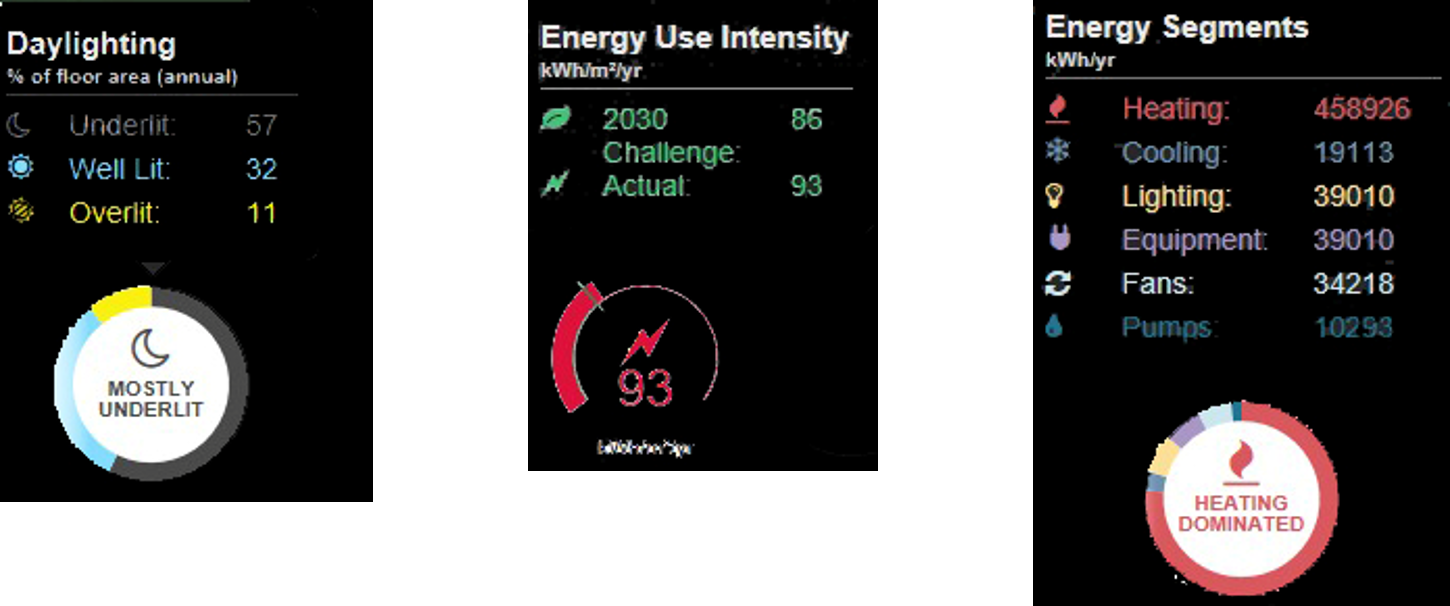 Daylighting
% of floor area (annual)
Underlit: 57
Well Lit: 32
Overlit: 11
MOSTLY
UNDERLIT
Energy Use Intensity
kWh/m²/yr
2030 86
Challenge:
Actual: 93
93
Energy Segments
kWh/yr
Heating: 458926
Cooling: 19113
Lighting: 39010
Equipment: 39010
Fans: 34218
Pumps: 10293
HEATING
DOMINATED